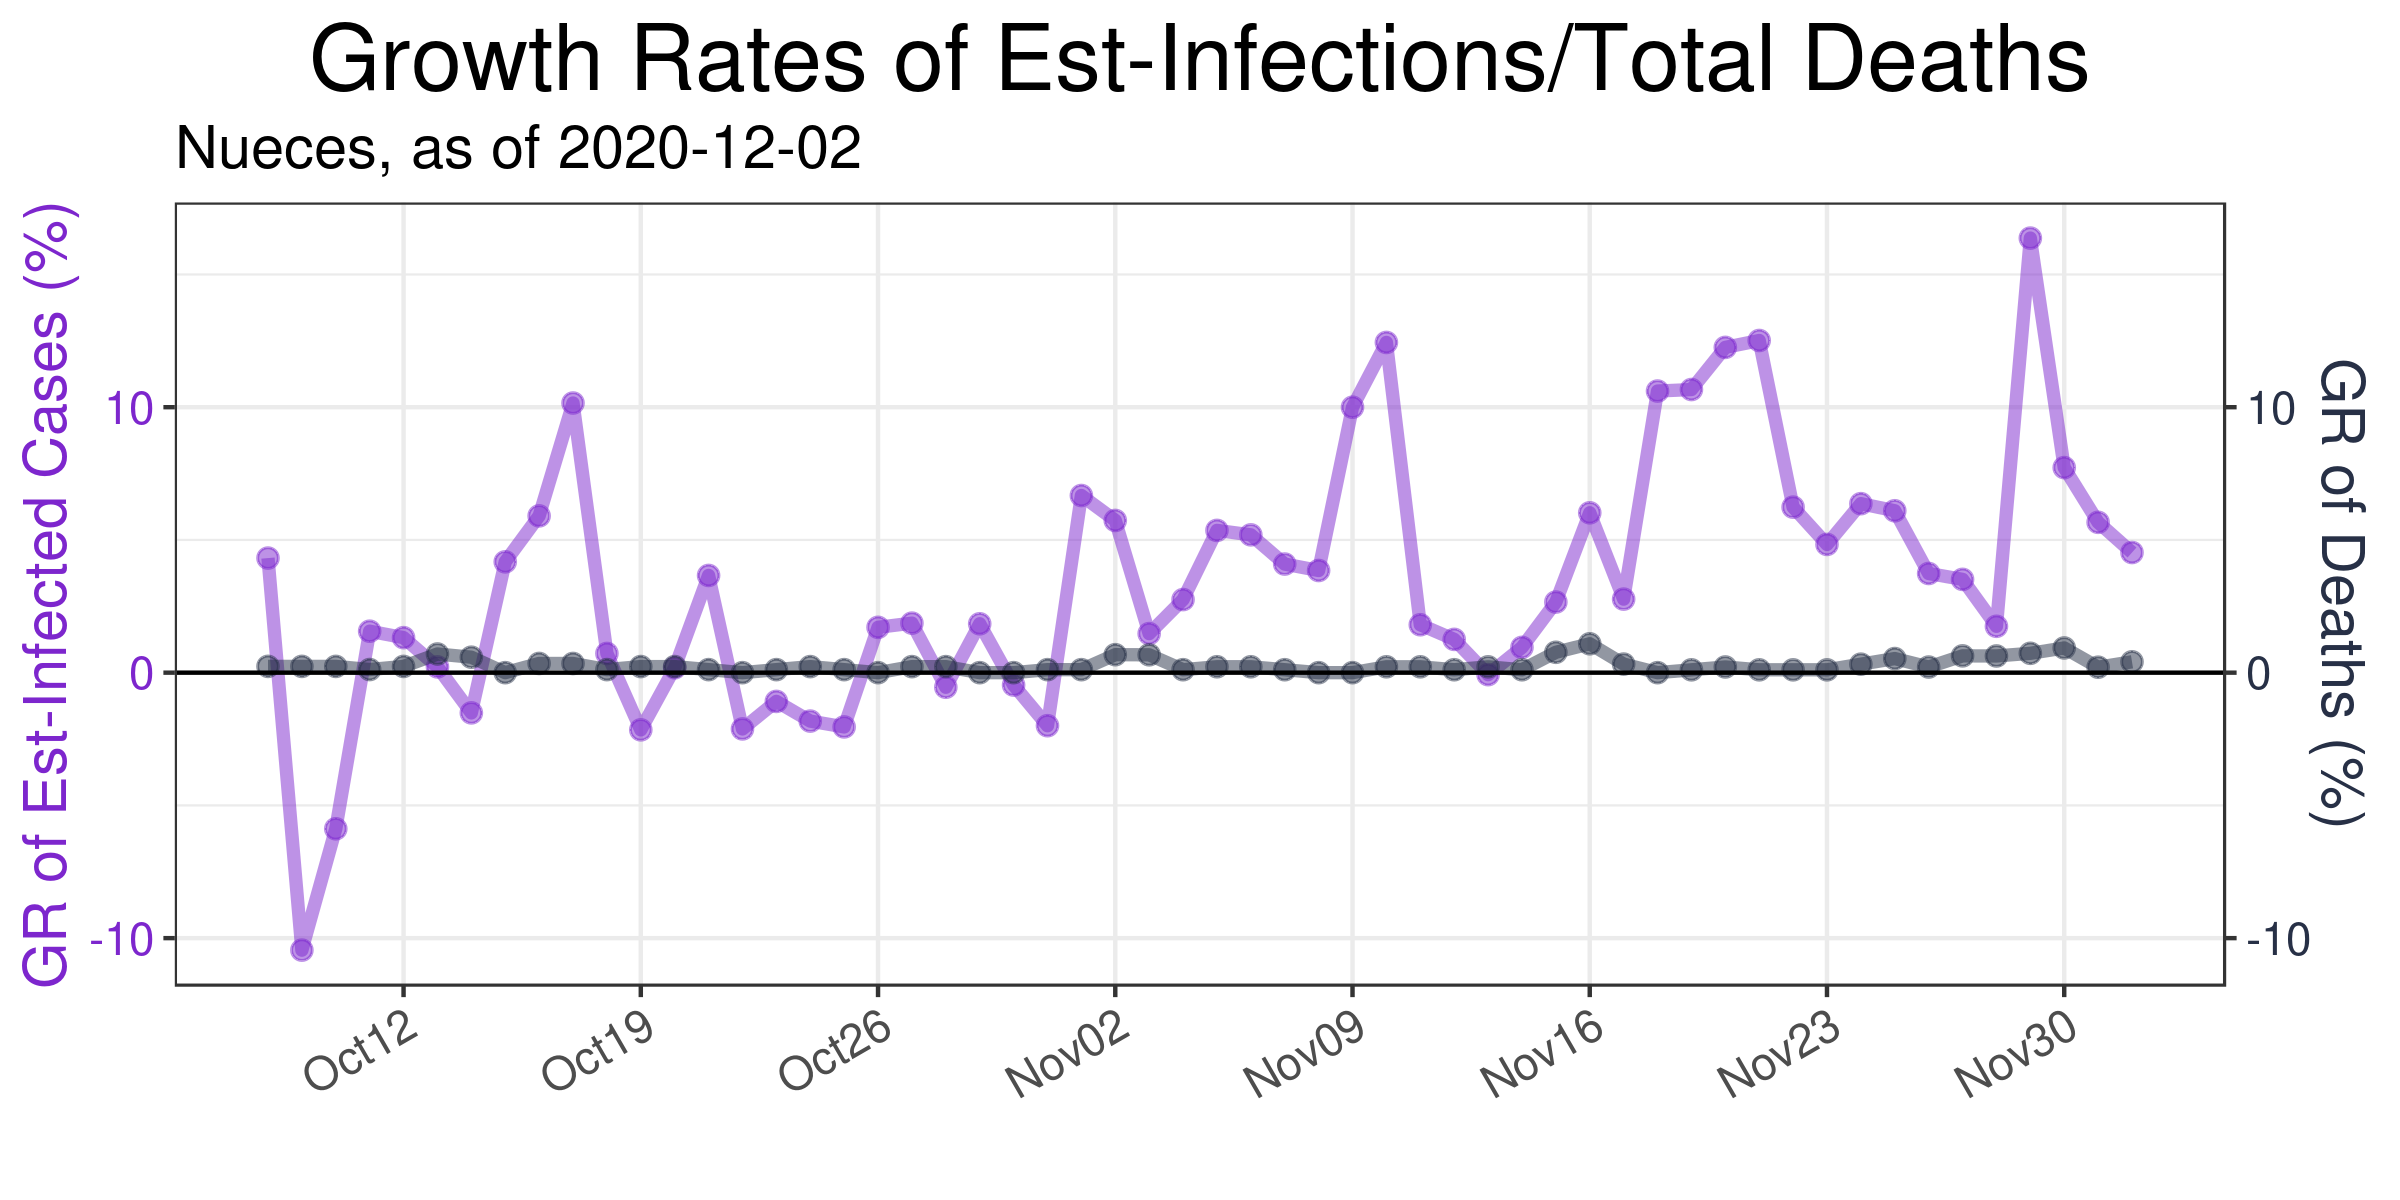 Growth Rates of Est-Infections/Total Deaths
Nueces, as of 2020-12-02
GR of Est-Infected Cases (%)
10
0
-10
10
0
-10
GR of Deaths (%)
Oct12
Oct19
Oct26
Nov02
Nov09
Nov16
Nov23
Nov30